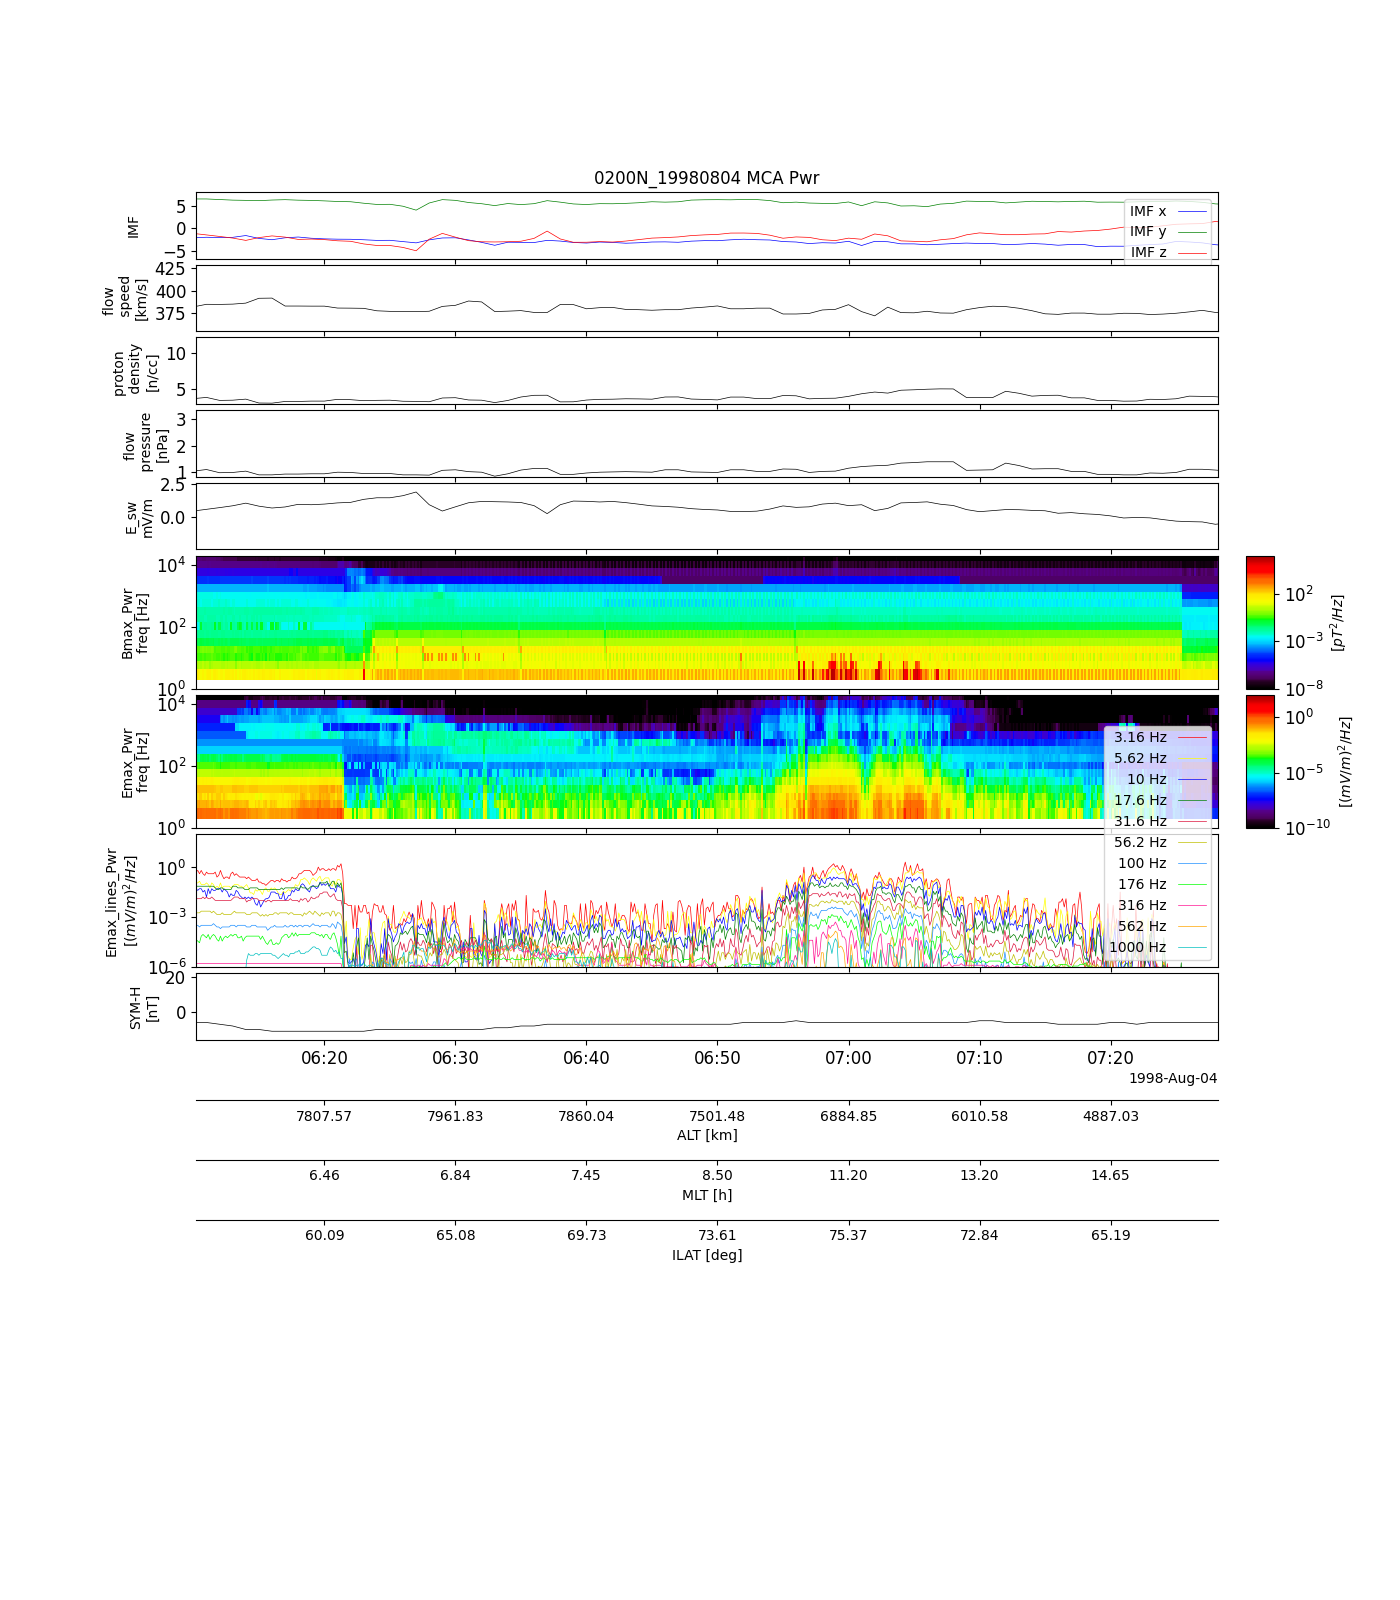 0200N_19980804 MCA Pwr
IMF
5
0
−5
IMF x
IMF y
IMF z
flow
speed
[km/s]
425
400
375
proton
density
[n/cc]
10
5
flow
pressure
[nPa]
3
2
1
E_sw
mV/m
2.5
0.0
Bmax_Pwr
freq [Hz]
10^4
10^2
10^0
10^2
10^−3
10^−8
[pT^2/Hz]
Emax_Pwr
freq [Hz]
10^4
10^2
10^0
10^0
10^−5
10^−10
[(mV/m)^2/Hz]
3.16 Hz
5.62 Hz
10 Hz
17.6 Hz
31.6 Hz
56.2 Hz
100 Hz
176 Hz
316 Hz
562 Hz
1000 Hz
Emax_lines_Pwr
[(mV/m)^2/Hz]
10^0
10^−3
10^−6
SYM-H
[nT]
20
0
06:20 06:30 06:40 06:50 07:00 07:10 07:20
1998-Aug-04
7807.57 7961.83 7860.04 7501.48 6884.85 6010.58 4887.03
ALT [km]
6.46 6.84 7.45 8.50 11.20 13.20 14.65
MLT [h]
60.09 65.08 69.73 73.61 75.37 72.84 65.19
ILAT [deg]